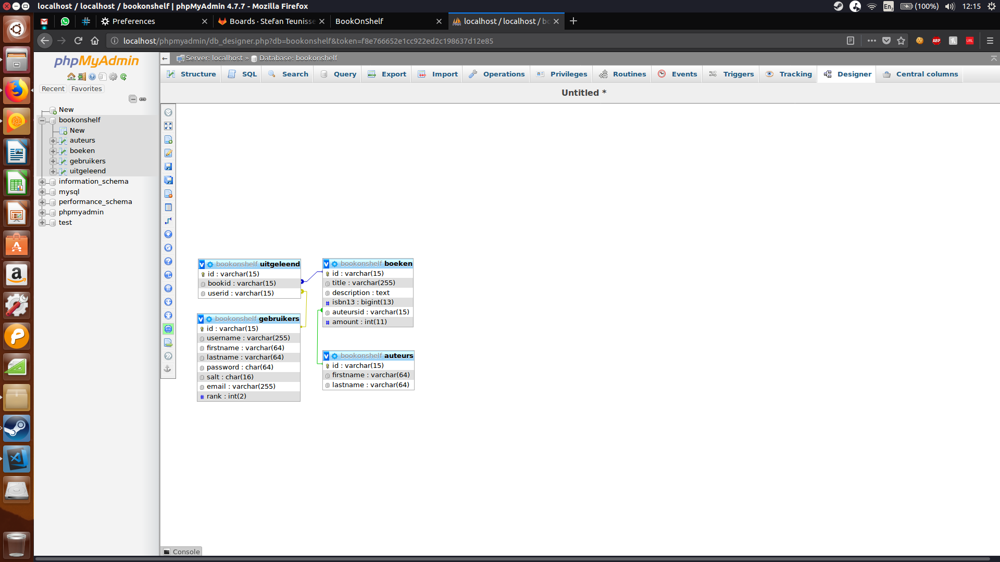 localhost / localhost / bookonshelf | phpMyAdmin 4.7.7 - Mozilla Firefox
En2 (100%) 12:15
Preferences
Boards · Stefan Teunisse
BookOnShelf
localhost / localhost / bo
localhost/phpmyadmin/db_designer.php?db=bookonshelf&token=f8e766652e1cc922ed2c198637d12e85
ABP
URL
phpMyAdmin
Server: localhost » Database: bookonshelf
Structure
SQL
Search
Query
Export
Import
Operations
Privileges
Routines
Events
Triggers
Tracking
Designer
Central columns
Recent
Favorites
Untitled *
New
bookonshelf
New
auteurs
boeken
gebruikers
uitgeleend
information_schema
mysql
performance_schema
phpmyadmin
test
v bookonshelf uitgeleend
id : varchar(15)
bookid : varchar(15)
userid : varchar(15)
v bookonshelf boeken
id : varchar(15)
title : varchar(255)
description : text
# isbn13 : bigint(13)
auteursid : varchar(15)
# amount : int(11)
v bookonshelf gebruikers
id : varchar(15)
username : varchar(255)
firstname : varchar(64)
lastname : varchar(64)
password : char(64)
salt : char(16)
email : varchar(255)
# rank : int(2)
v bookonshelf auteurs
id : varchar(15)
firstname : varchar(64)
lastname : varchar(64)
Console